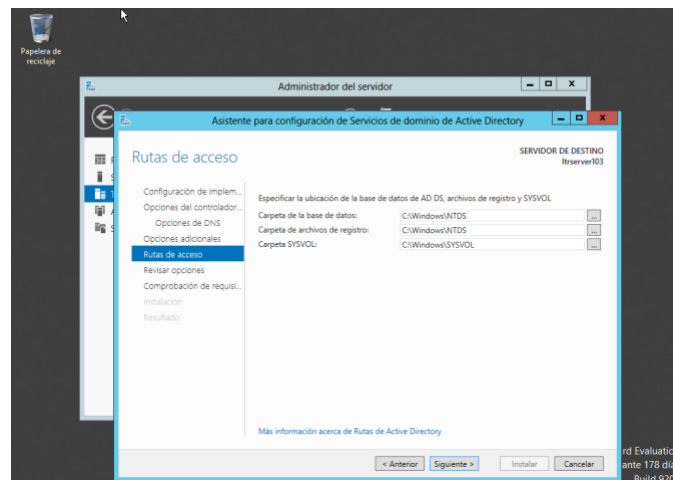 Papelera de
reciclaje
Administrador del servidor
Asistente para configuración de Servicios de dominio de Active Directory
Rutas de acceso
SERVIDOR DE DESTINO
ltrserver103
Configuración de implem...
Opciones del controlador...
Opciones de DNS
Opciones adicionales
Rutas de acceso
Revisar opciones
Comprobación de requisi...
Instalación
Resultado
Especificar la ubicación de la base de datos de AD DS, archivos de registro y SYSVOL
Carpeta de la base de datos: C:\Windows\NTDS ...
Carpeta de archivos de registro: C:\Windows\NTDS ...
Carpeta SYSVOL: C:\Windows\SYSVOL ...
Más información acerca de Rutas de Active Directory
< Anterior Siguiente > Instalar Cancelar
rd Evaluatio
ante 178 día
Build 920